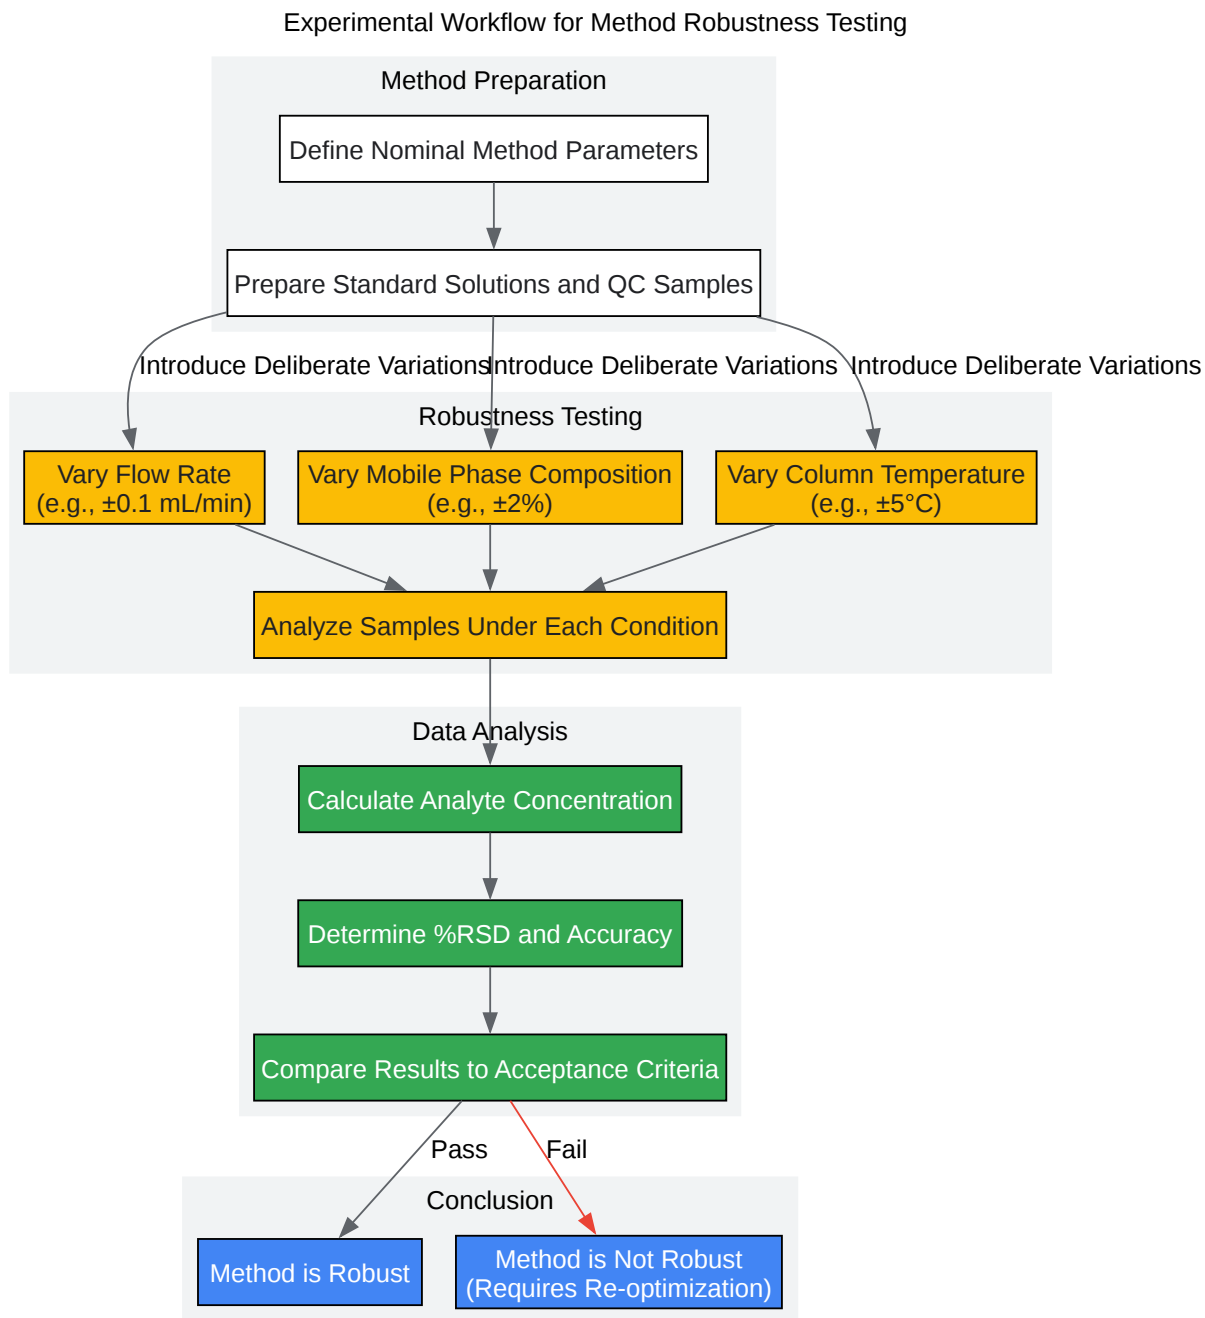 Experimental Workflow for Method Robustness Testing
Method Preparation
Define Nominal Method Parameters
Prepare Standard Solutions and QC Samples
Introduce Deliberate Variations
Introduce Deliberate Variations
Introduce Deliberate Variations
Robustness Testing
Vary Flow Rate
(e.g., ±0.1 mL/min)
Vary Mobile Phase Composition
(e.g., ±2%)
Vary Column Temperature
(e.g., ±5°C)
Analyze Samples Under Each Condition
Data Analysis
Calculate Analyte Concentration
Determine %RSD and Accuracy
Compare Results to Acceptance Criteria
Pass
Fail
Conclusion
Method is Robust
Method is Not Robust
(Requires Re-optimization)